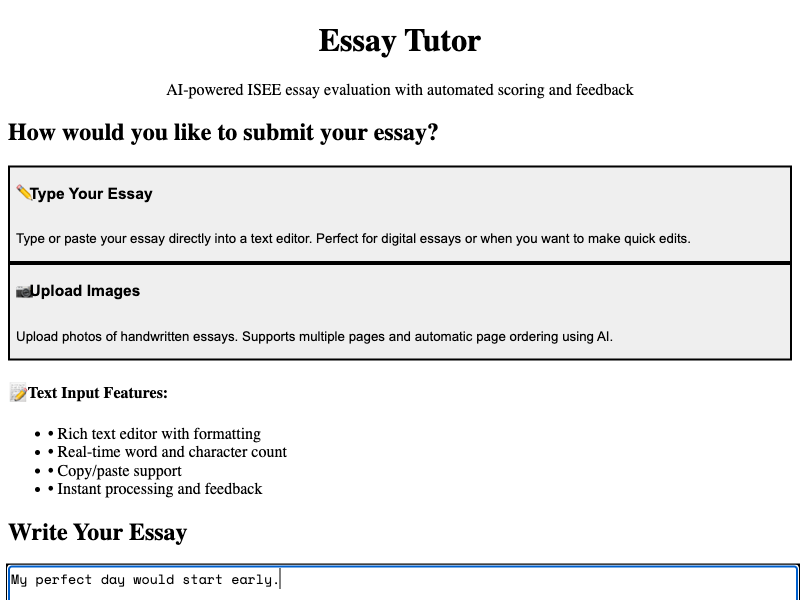 Essay Tutor
AI-powered ISEE essay evaluation with automated scoring and feedback
How would you like to submit your essay?
✏️Type Your Essay
Type or paste your essay directly into a text editor. Perfect for digital essays or when you want to make quick edits.
📷Upload Images
Upload photos of handwritten essays. Supports multiple pages and automatic page ordering using AI.
📝Text Input Features:
• • Rich text editor with formatting
• • Real-time word and character count
• • Copy/paste support
• • Instant processing and feedback
Write Your Essay
My perfect day would start early.